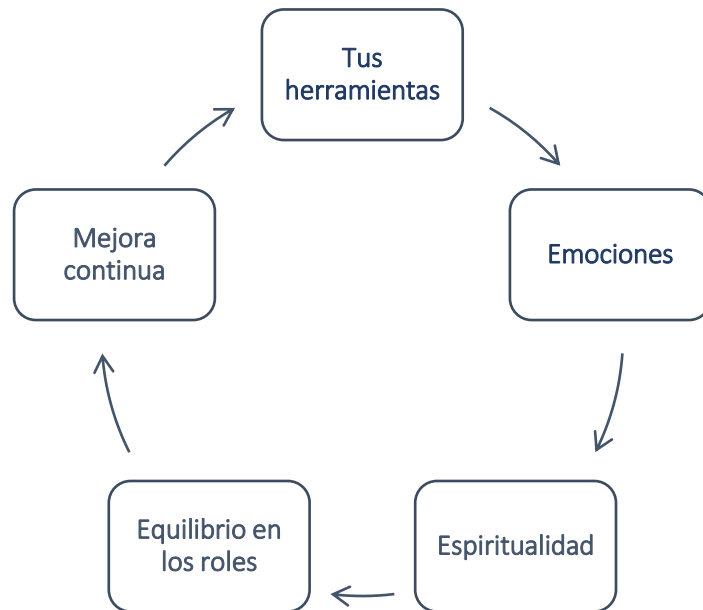 Tus
herramientas
Emociones
Espiritualidad
Equilibrio en
los roles
Mejora
continua